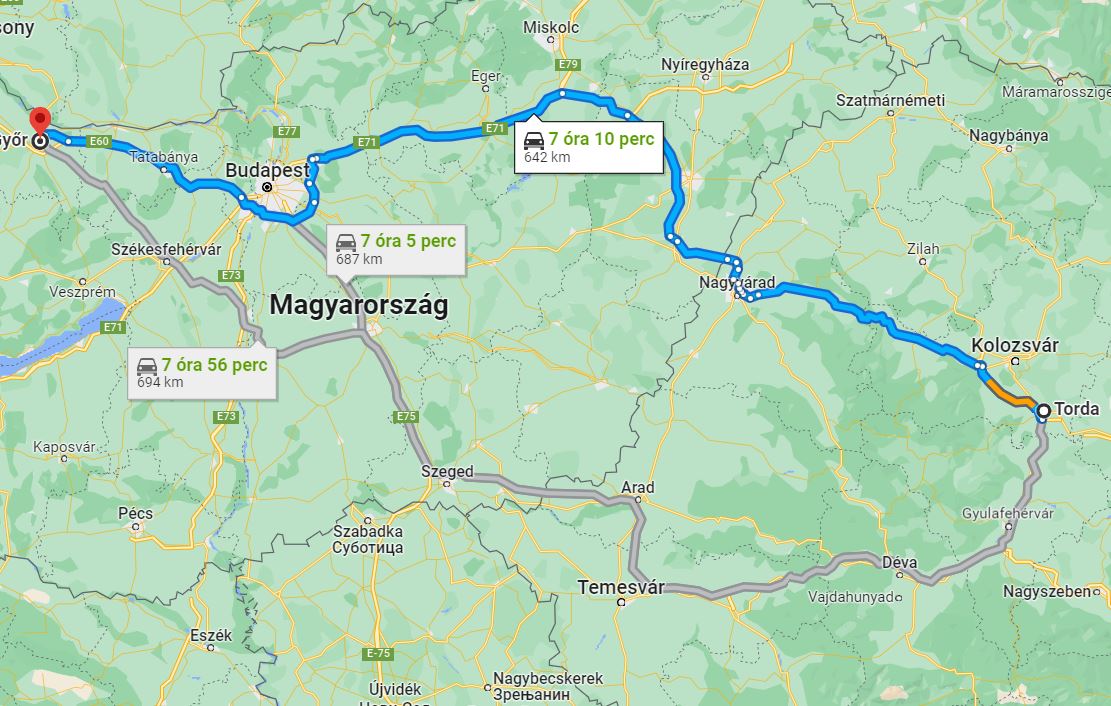 sony
Miskolc
E79
Eger
Nyíregyháza
Szatmárnémeti
Máramarossziget
Nagybánya
Győr
E60
Tatabánya
E77
E71
E71
7 óra 10 perc
642 km
Budapest
Székesfehérvár
E73
Veszprém
E71
7 óra 5 perc
687 km
Zilah
Nagyvárad
Magyarország
Kolozsvár
7 óra 56 perc
694 km
Torda
E73
E75
Kaposvár
Szeged
Arad
Pécs
Szabadka
Суботица
Gyulafehérvár
Déva
Temesvár
Vajdahunyad
Nagyszeben
Eszék
E-75
Újvidék
Nagybecskerek
Зрењанин